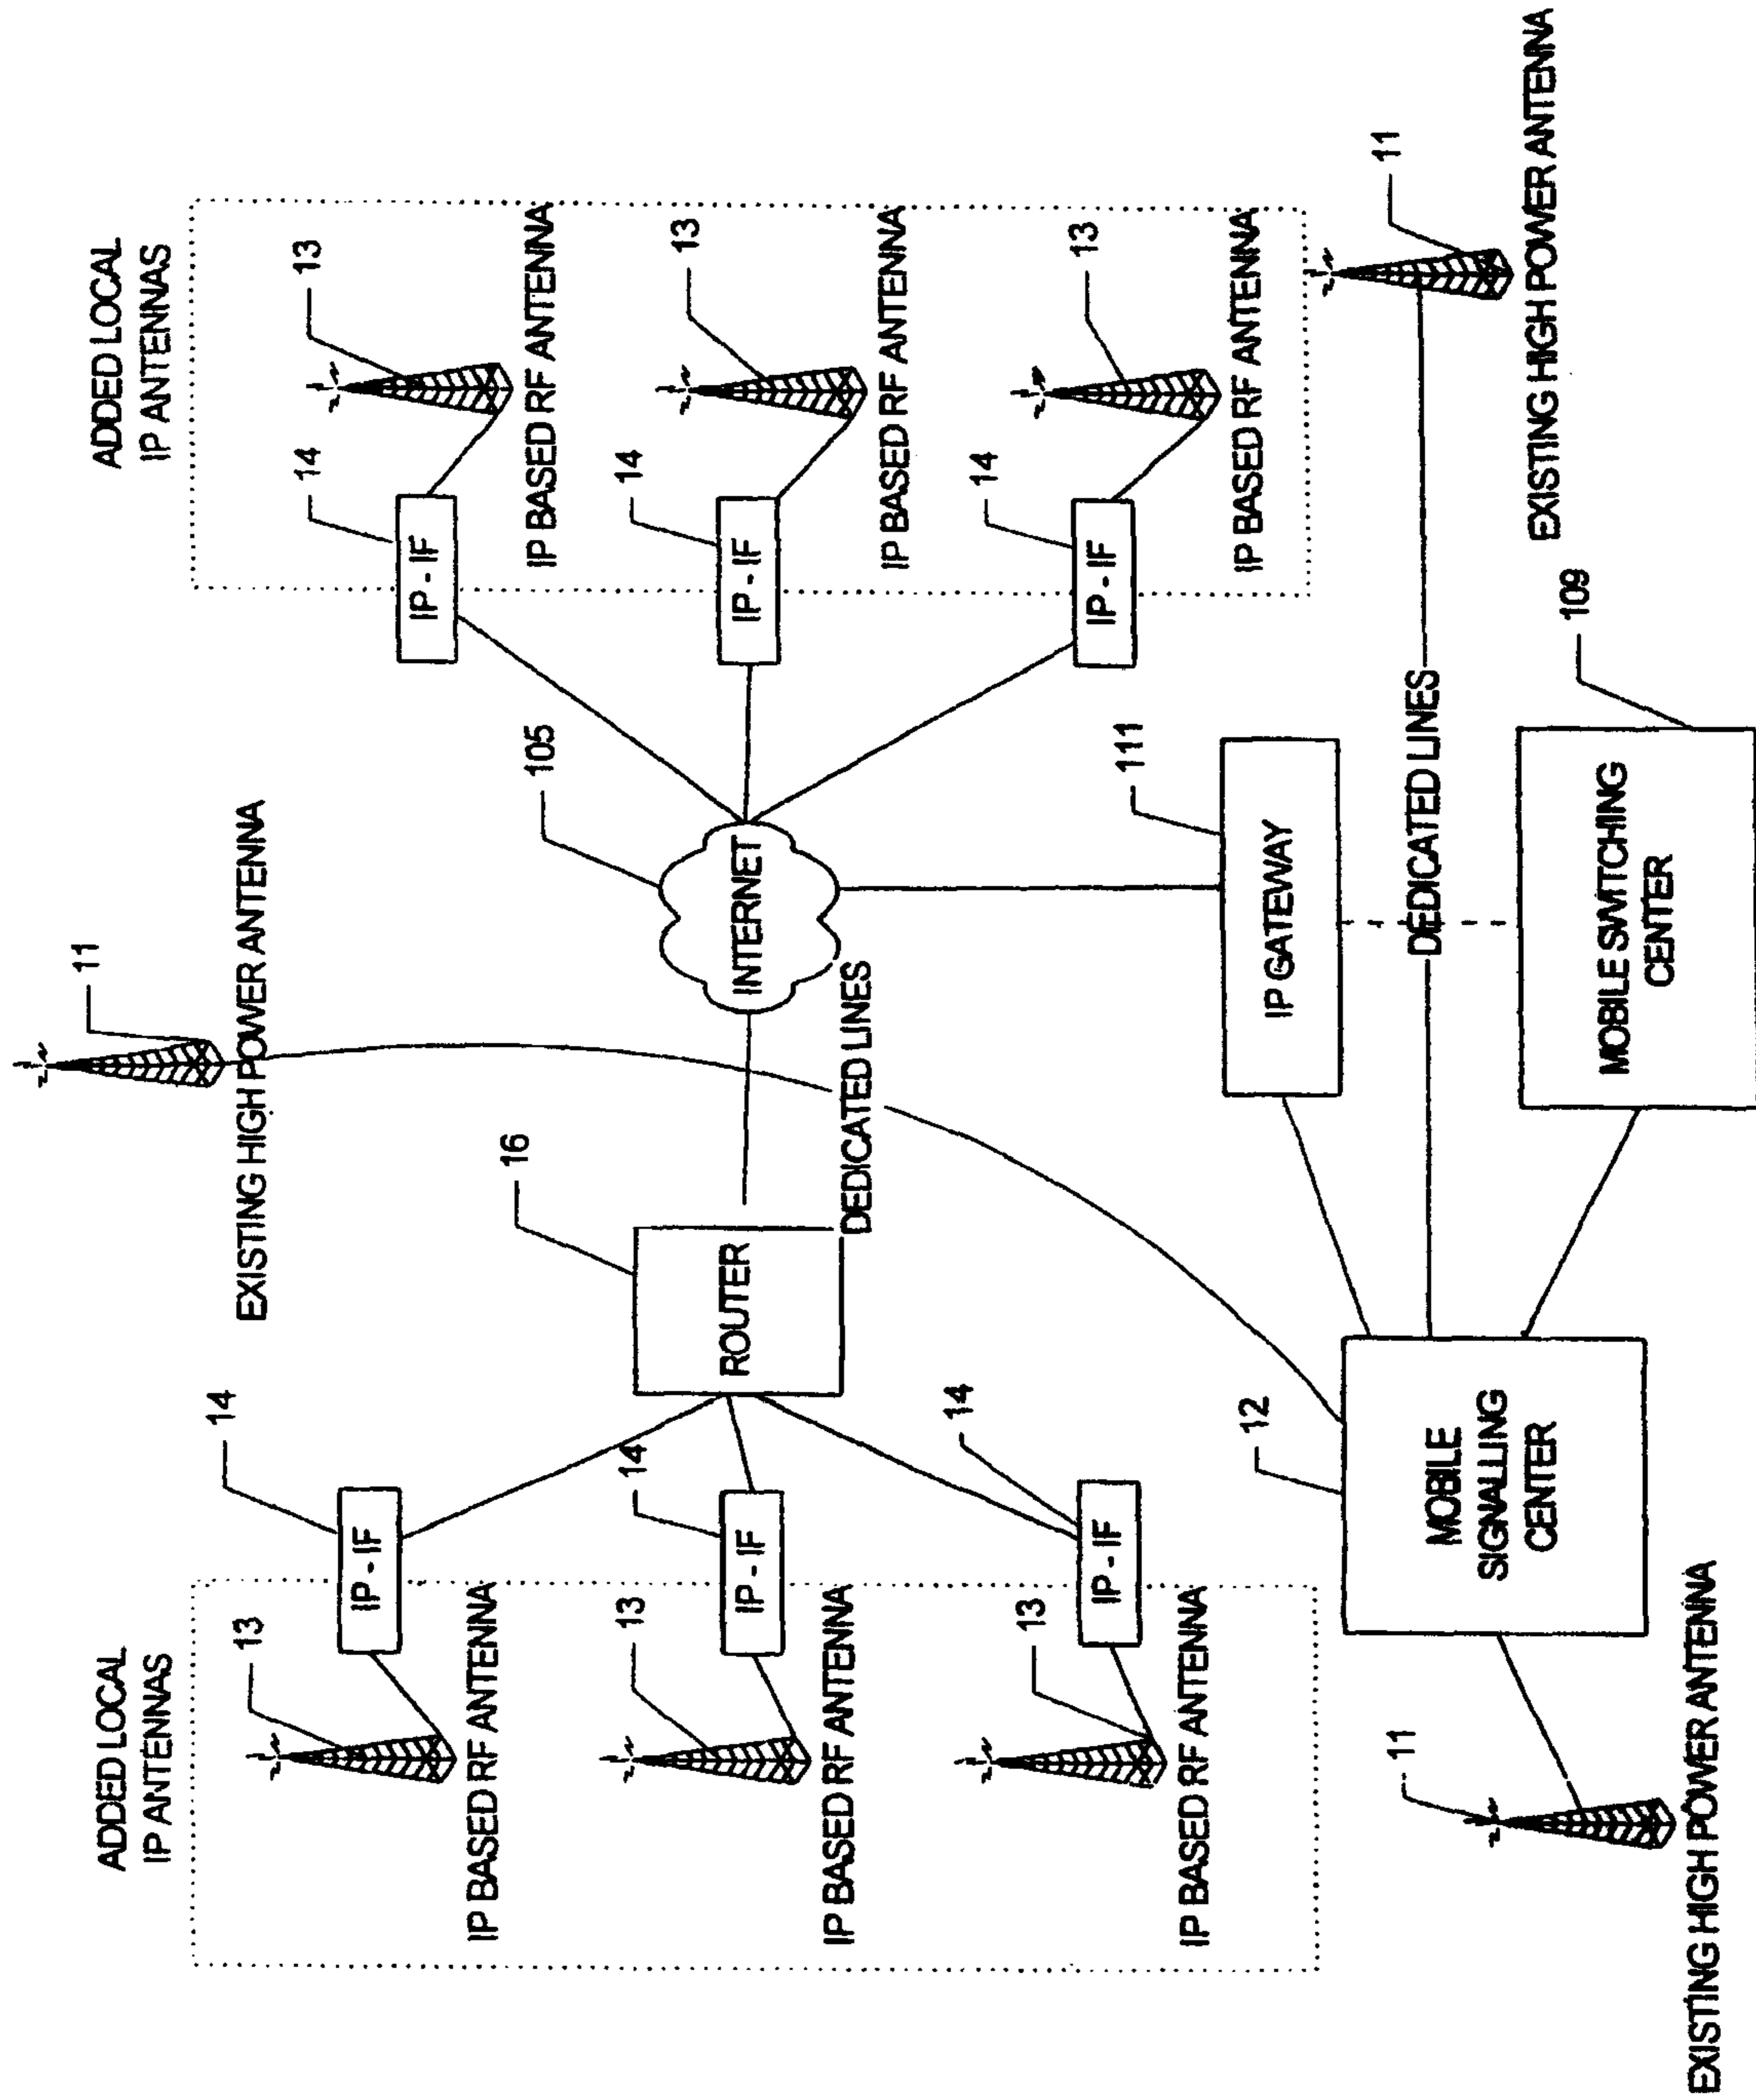 11
ADDED LOCAL
IP ANTENNAS
ADDED LOCAL
IP ANTENNAS
EXISTING HIGH POWER ANTENNA
13
14
14
13
IP - IF
IP - IF
IP BASED RF ANTENNA
IP BASED RF ANTENNA
16
105
13
14
14
13
IP - IF
ROUTER
INTERNET
IP - IF
IP BASED RF ANTENNA
DEDICATED LINES
IP BASED RF ANTENNA
13
14
14
13
IP - IF
IP - IF
IP BASED RF ANTENNA
IP BASED RF ANTENNA
12
111
IP GATEWAY
11
11
DEDICATED LINES
MOBILE
SIGNALLING
CENTER
EXISTING HIGH POWER ANTENNA
109
MOBILE SWITCHING
CENTER
EXISTING HIGH POWER ANTENNA